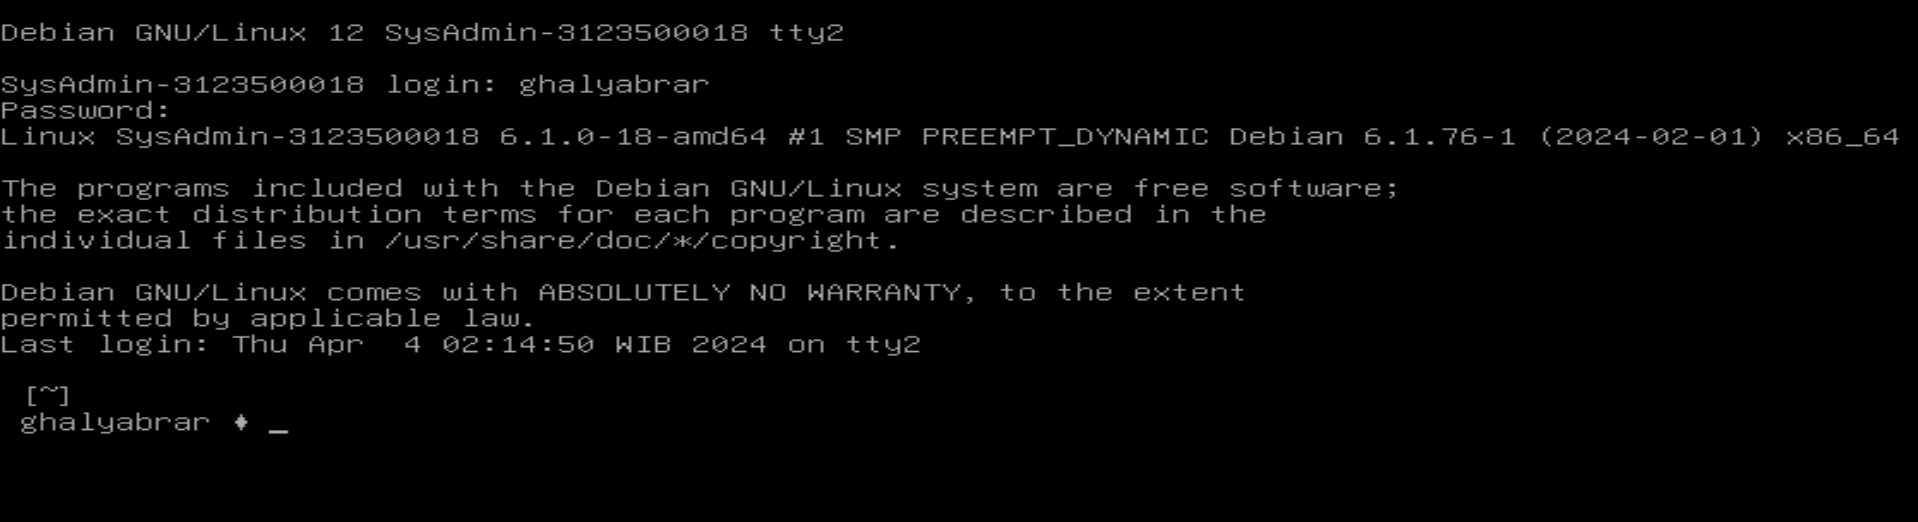 Debian GNU/Linux 12 SysAdmin-3123500018 tty2
SysAdmin-3123500018 login: ghalyabrar
Password:
Linux SysAdmin-3123500018 6.1.0-18-amd64 #1 SMP PREEMPT_DYNAMIC Debian 6.1.76-1 (2024-02-01) x86_64
The programs included with the Debian GNU/Linux system are free software;
the exact distribution terms for each program are described in the
individual files in /usr/share/doc/*/copyright.
Debian GNU/Linux comes with ABSOLUTELY NO WARRANTY, to the extent
permitted by applicable law.
Last login: Thu Apr  4 02:14:50 WIB 2024 on tty2
[~]
ghalyabrar ♦ _